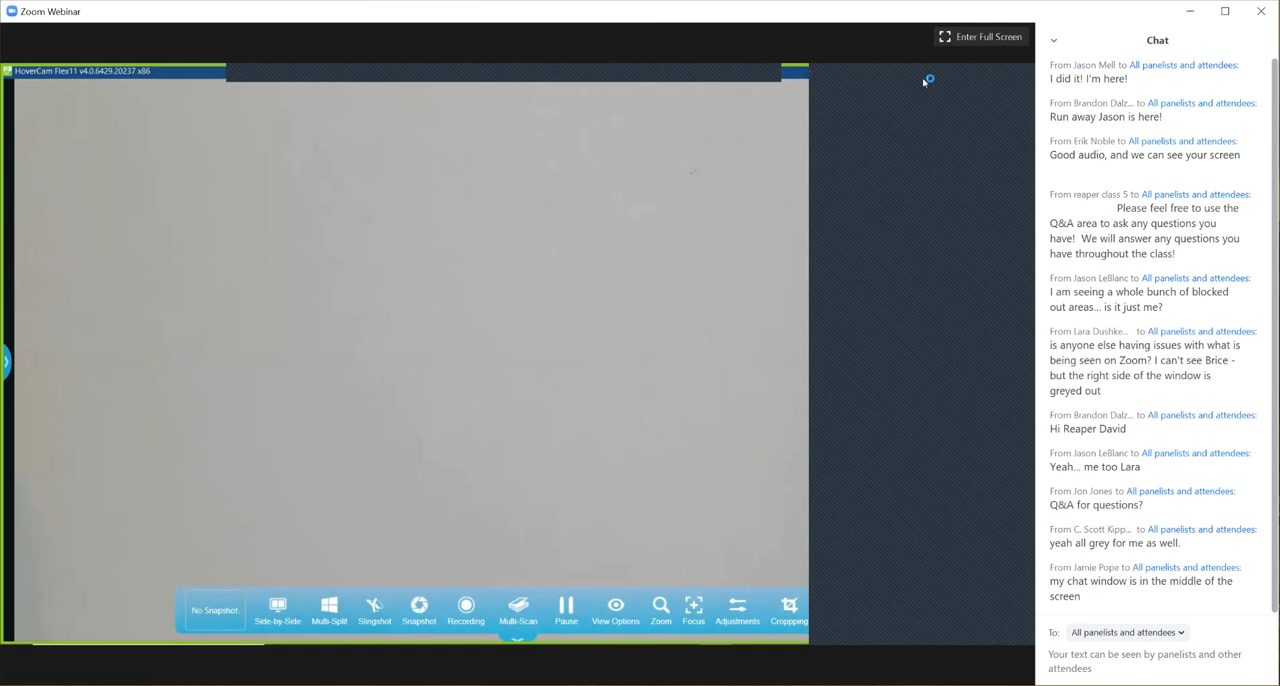 Zoom Webinar
Enter Full Screen
HoverCam Flex11 v4.0.6429.20237 x86
No Snapshot
Side-by-Side
Multi-Split
Slingshot
Snapshot
Recording
Multi-Scan
Pause
View Options
Zoom
Focus
Adjustments
Croppping
Chat
From Jason Mell to All panelists and attendees:
I did it! I'm here!
From Brandon Dalz... to All panelists and attendees:
Run away Jason is here!
From Erik Noble to All panelists and attendees:
Good audio, and we can see your screen
From reaper class 5 to All panelists and attendees:
Please feel free to use the
Q&A area to ask any questions you
have! We will answer any questions you
have throughout the class!
From Jason LeBlanc to All panelists and attendees:
I am seeing a whole bunch of blocked
out areas... is it just me?
From Lara Dushke... to All panelists and attendees:
is anyone else having issues with what is
being seen on Zoom? I can't see Brice -
but the right side of the window is
greyed out
From Brandon Dalz... to All panelists and attendees:
Hi Reaper David
From Jason LeBlanc to All panelists and attendees:
Yeah... me too Lara
From Jon Jones to All panelists and attendees:
Q&A for questions?
From C. Scott Kipp... to All panelists and attendees:
yeah all grey for me as well.
From Jamie Pope to All panelists and attendees:
my chat window is in the middle of the
screen
To: All panelists and attendees
Your text can be seen by panelists and other
attendees